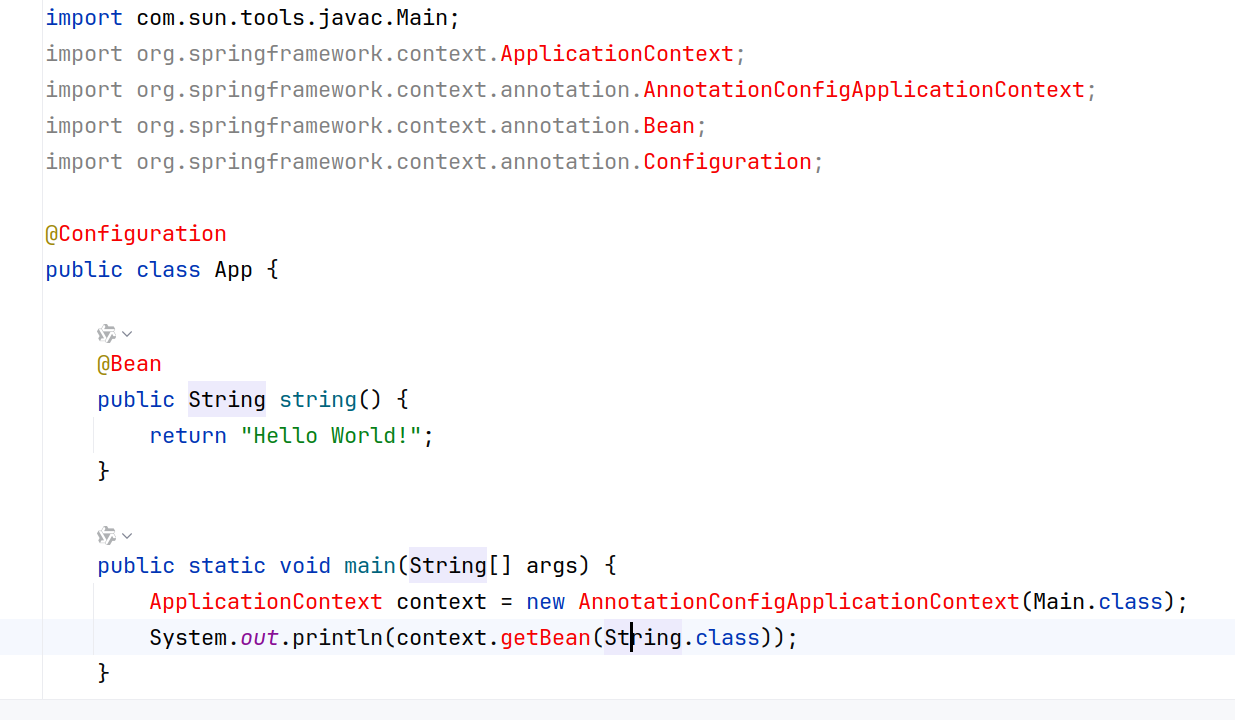 import com.sun.tools.javac.Main;
import org.springframework.context.ApplicationContext;
import org.springframework.context.annotation.AnnotationConfigApplicationContext;
import org.springframework.context.annotation.Bean;
import org.springframework.context.annotation.Configuration;
@Configuration
public class App {
@Bean
public String string() {
return "Hello World!";
}
public static void main(String[] args) {
ApplicationContext context = new AnnotationConfigApplicationContext(Main.class);
System.out.println(context.getBean(String.class));
}